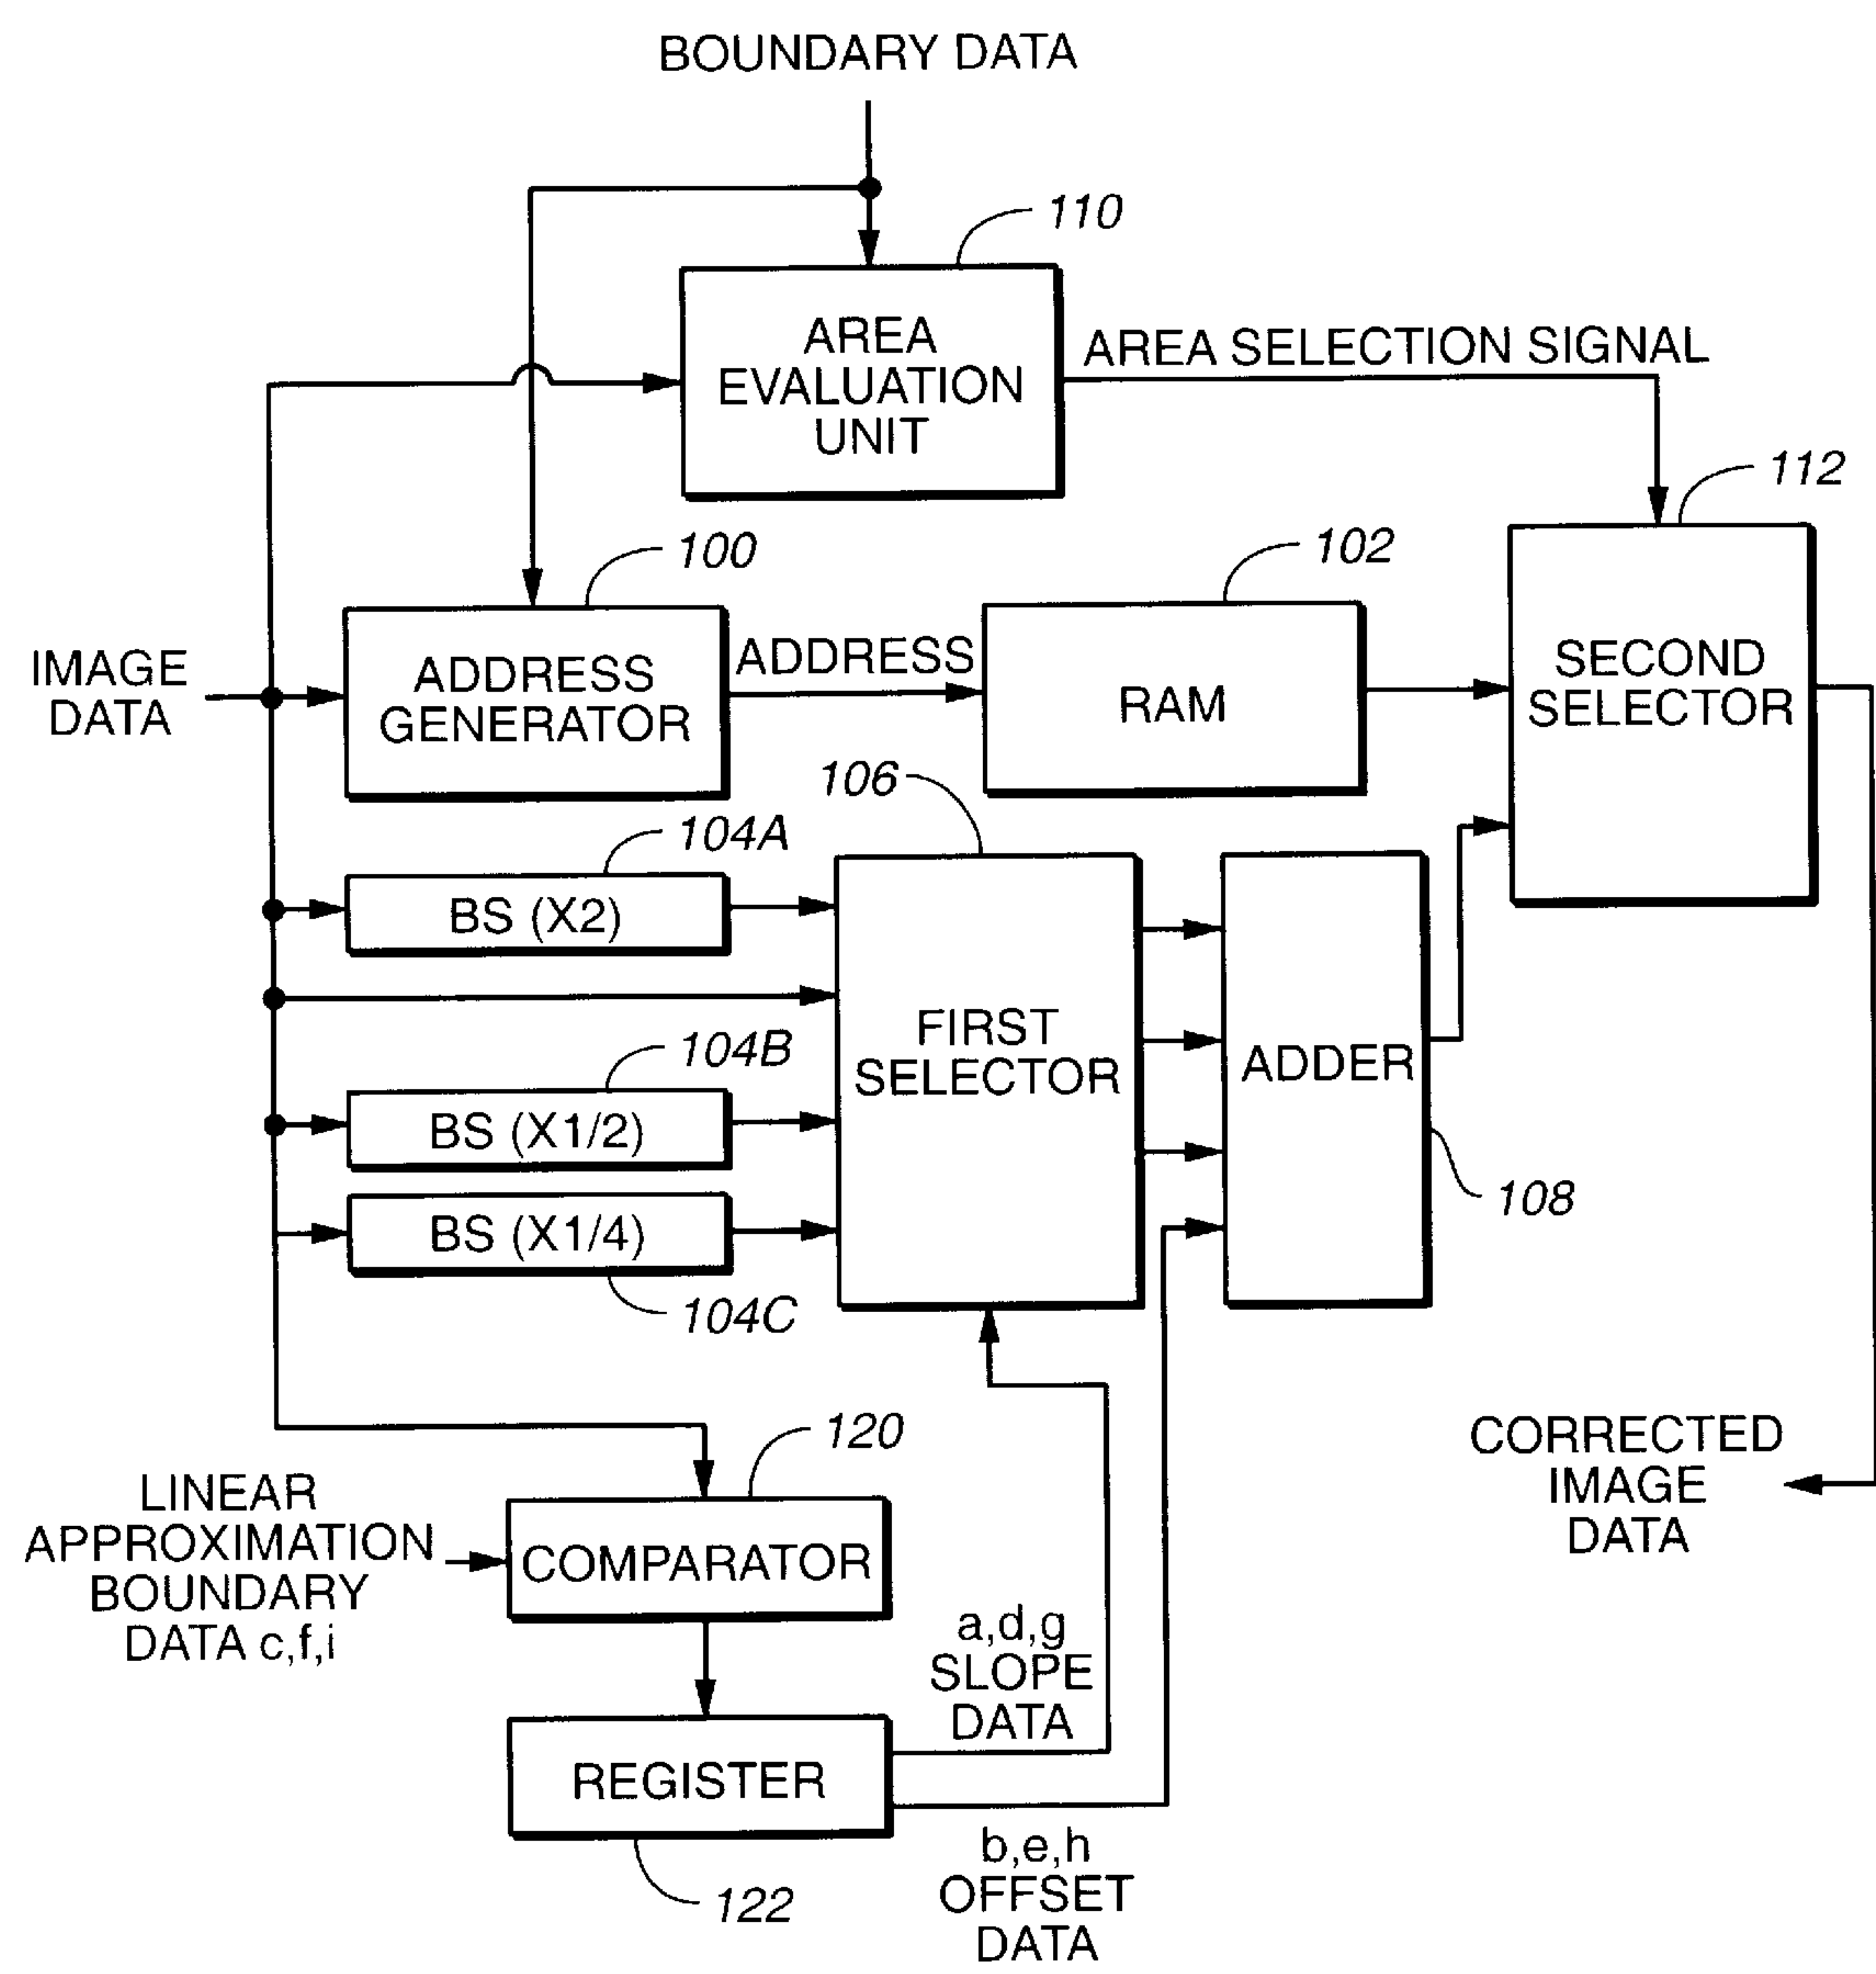 BOUNDARY DATA
110
AREA
EVALUATION
UNIT
AREA SELECTION SIGNAL
112
100
102
IMAGE
DATA
ADDRESS
GENERATOR
ADDRESS
RAM
SECOND
SELECTOR
106
104A
BS (X2)
FIRST
SELECTOR
ADDER
104B
BS (X1/2)
108
BS (X1/4)
104C
120
CORRECTED
IMAGE
DATA
LINEAR
APPROXIMATION
BOUNDARY
DATA c,f,i
COMPARATOR
a,d,g
SLOPE
DATA
REGISTER
b,e,h
OFFSET
DATA
122